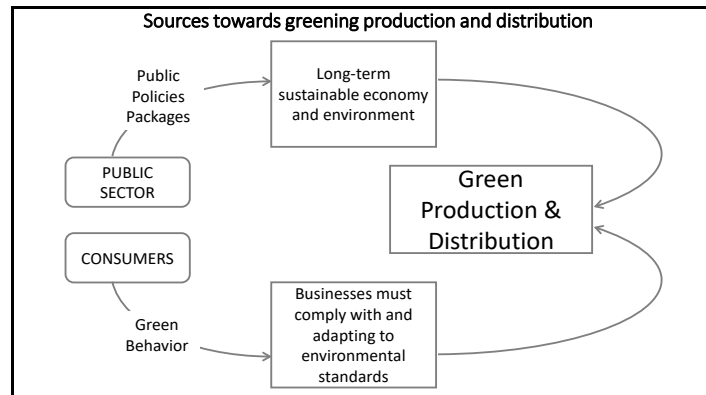 Sources towards greening production and distribution
Public
Policies
Packages
Long-term
sustainable economy
and environment
PUBLIC
SECTOR
Green
Production &
Distribution
CONSUMERS
Green
Behavior
Businesses must
comply with and
adapting to
environmental
standards